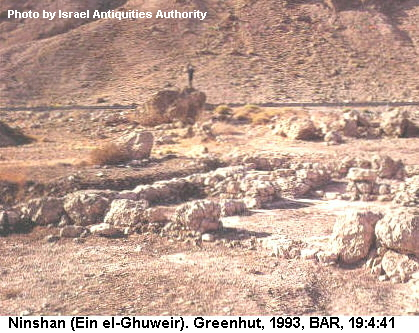 Photo by Israel Antiquities Authority
Ninshan (Ein el-Ghuweir). Greenhut, 1993, BAR, 19:4:41